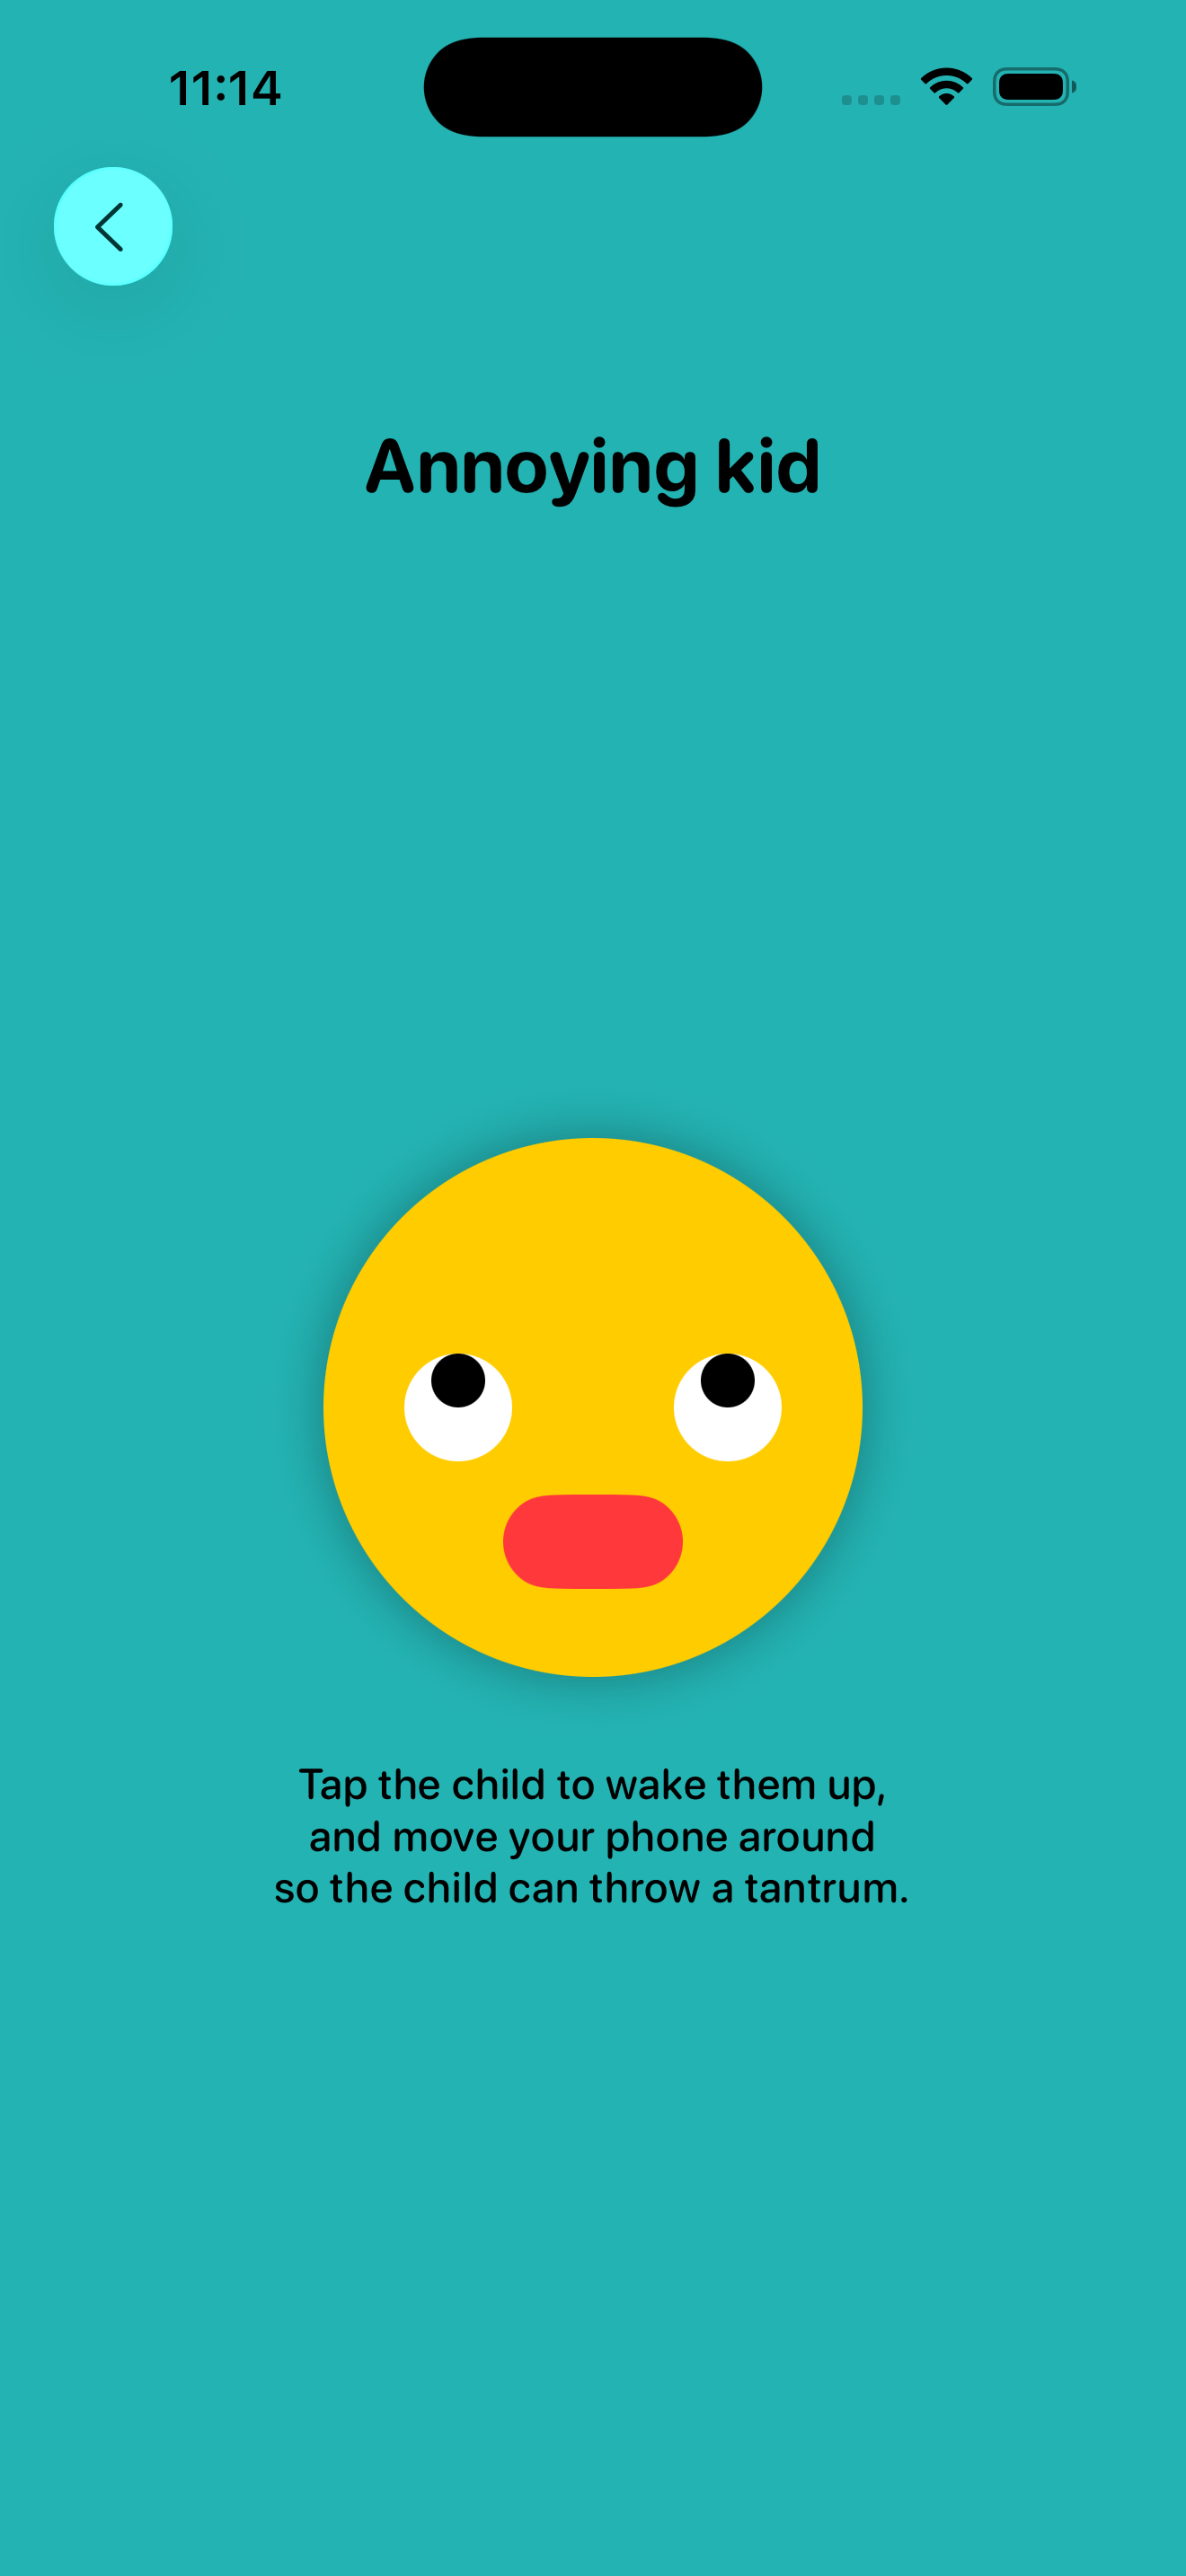 11:14
Annoying kid
Tap the child to wake them up,
and move your phone around
so the child can throw a tantrum.